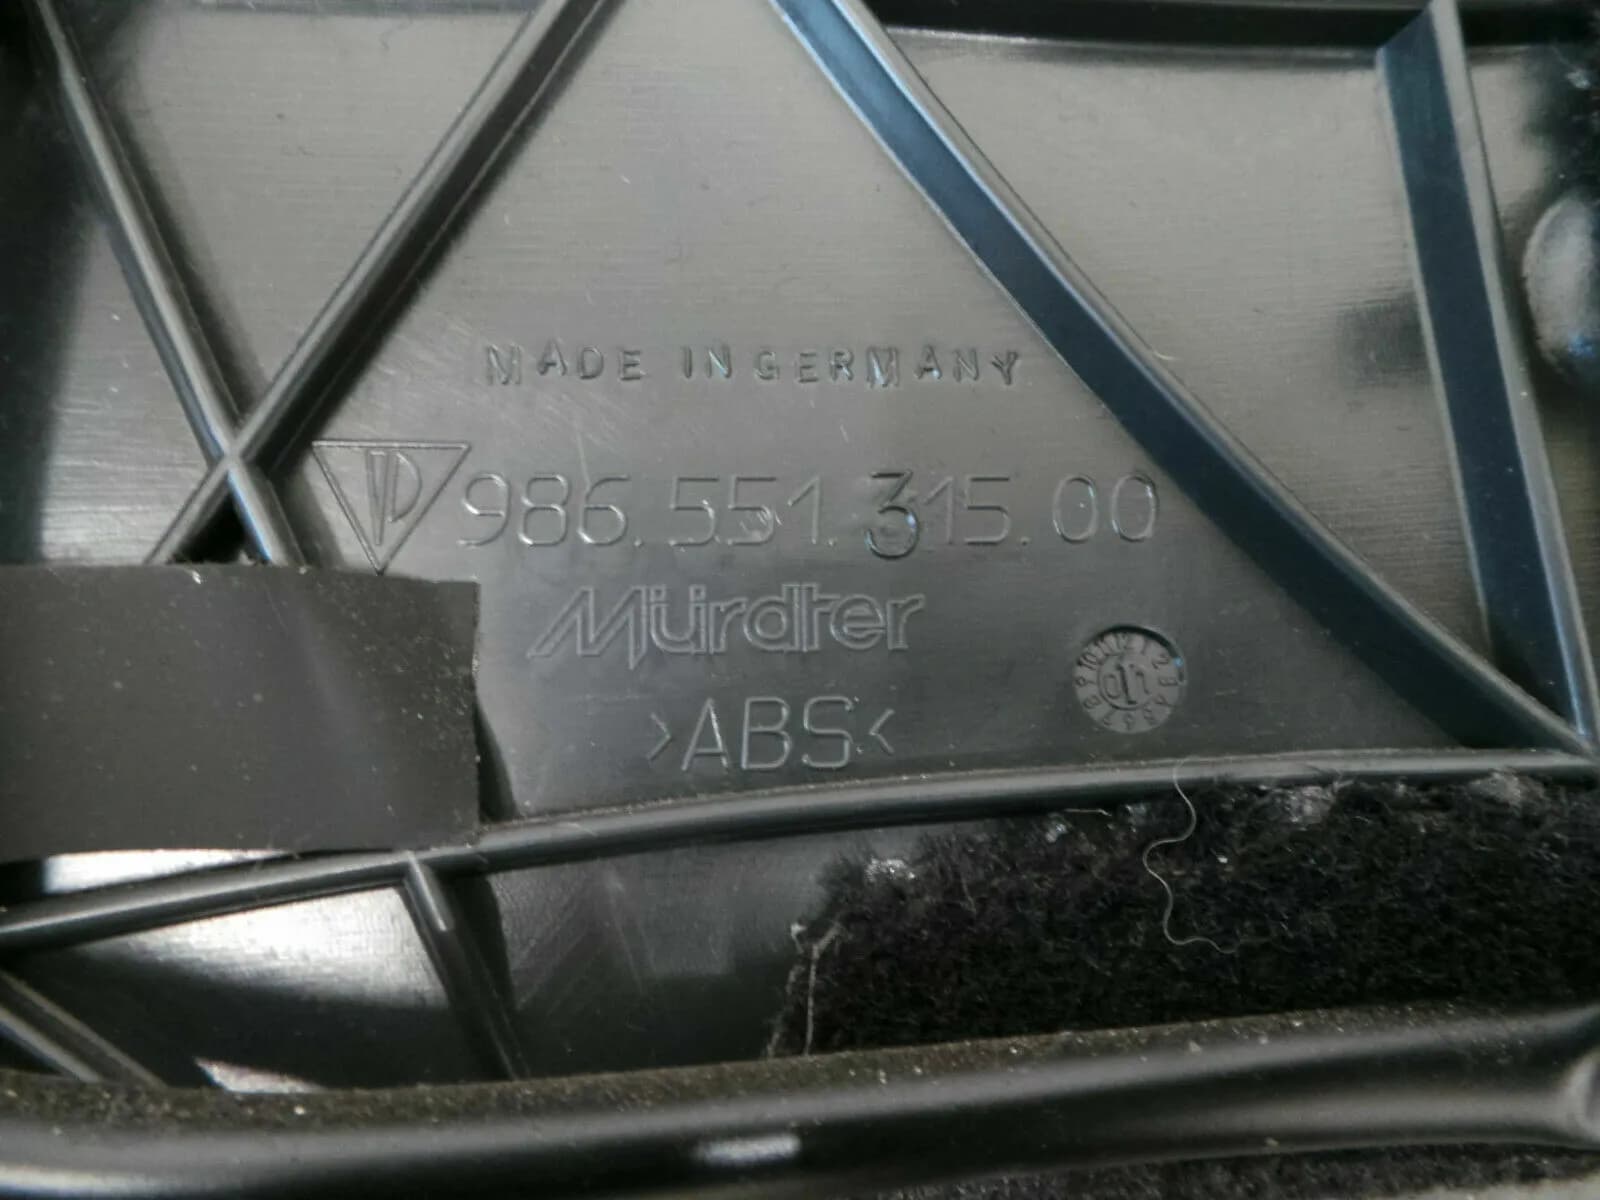 MADE IN GERMANY
986.551.315.00
Mürdter
>ABS<